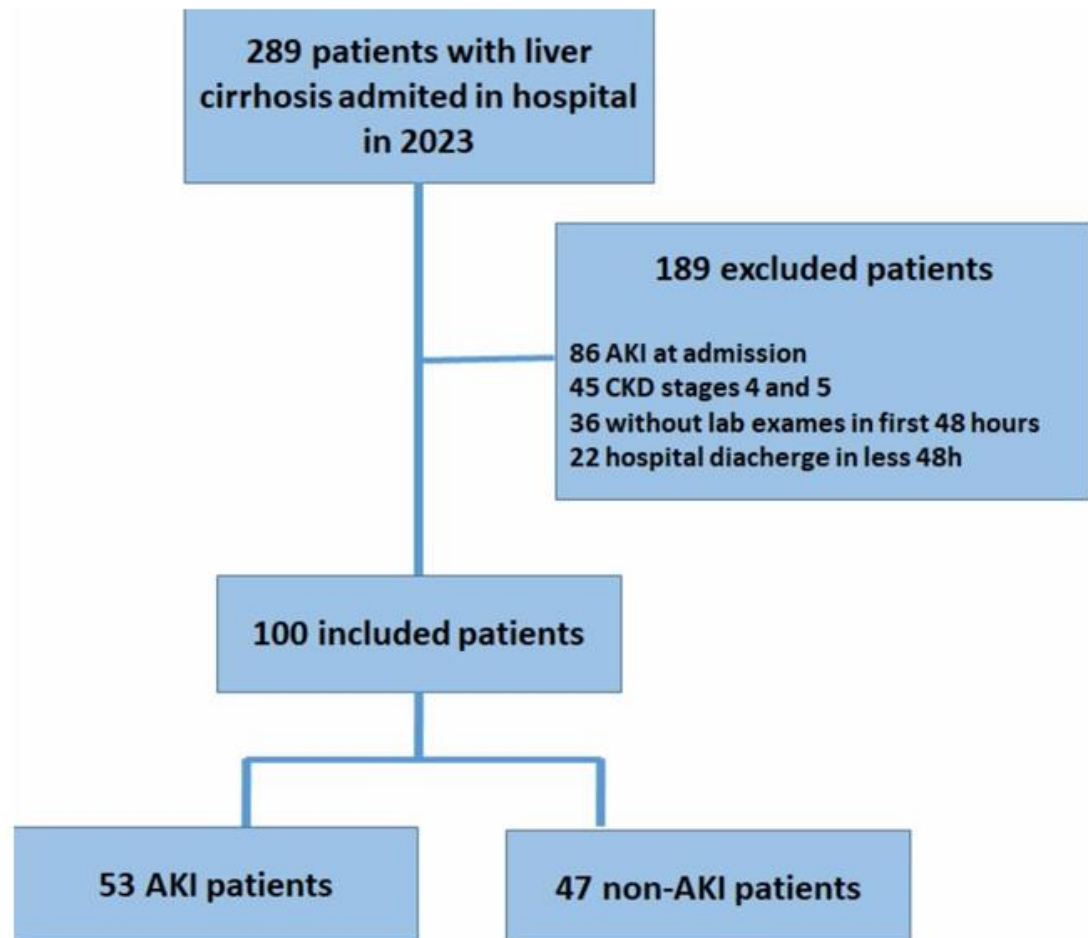 289 patients with liver
cirrhosis admited in hospital
in 2023
189 excluded patients
86 AKI at admission
45 CKD stages 4 and 5
36 without lab exames in first 48 hours
22 hospital diacherge in less 48h
100 included patients
53 AKI patients
47 non-AKI patients